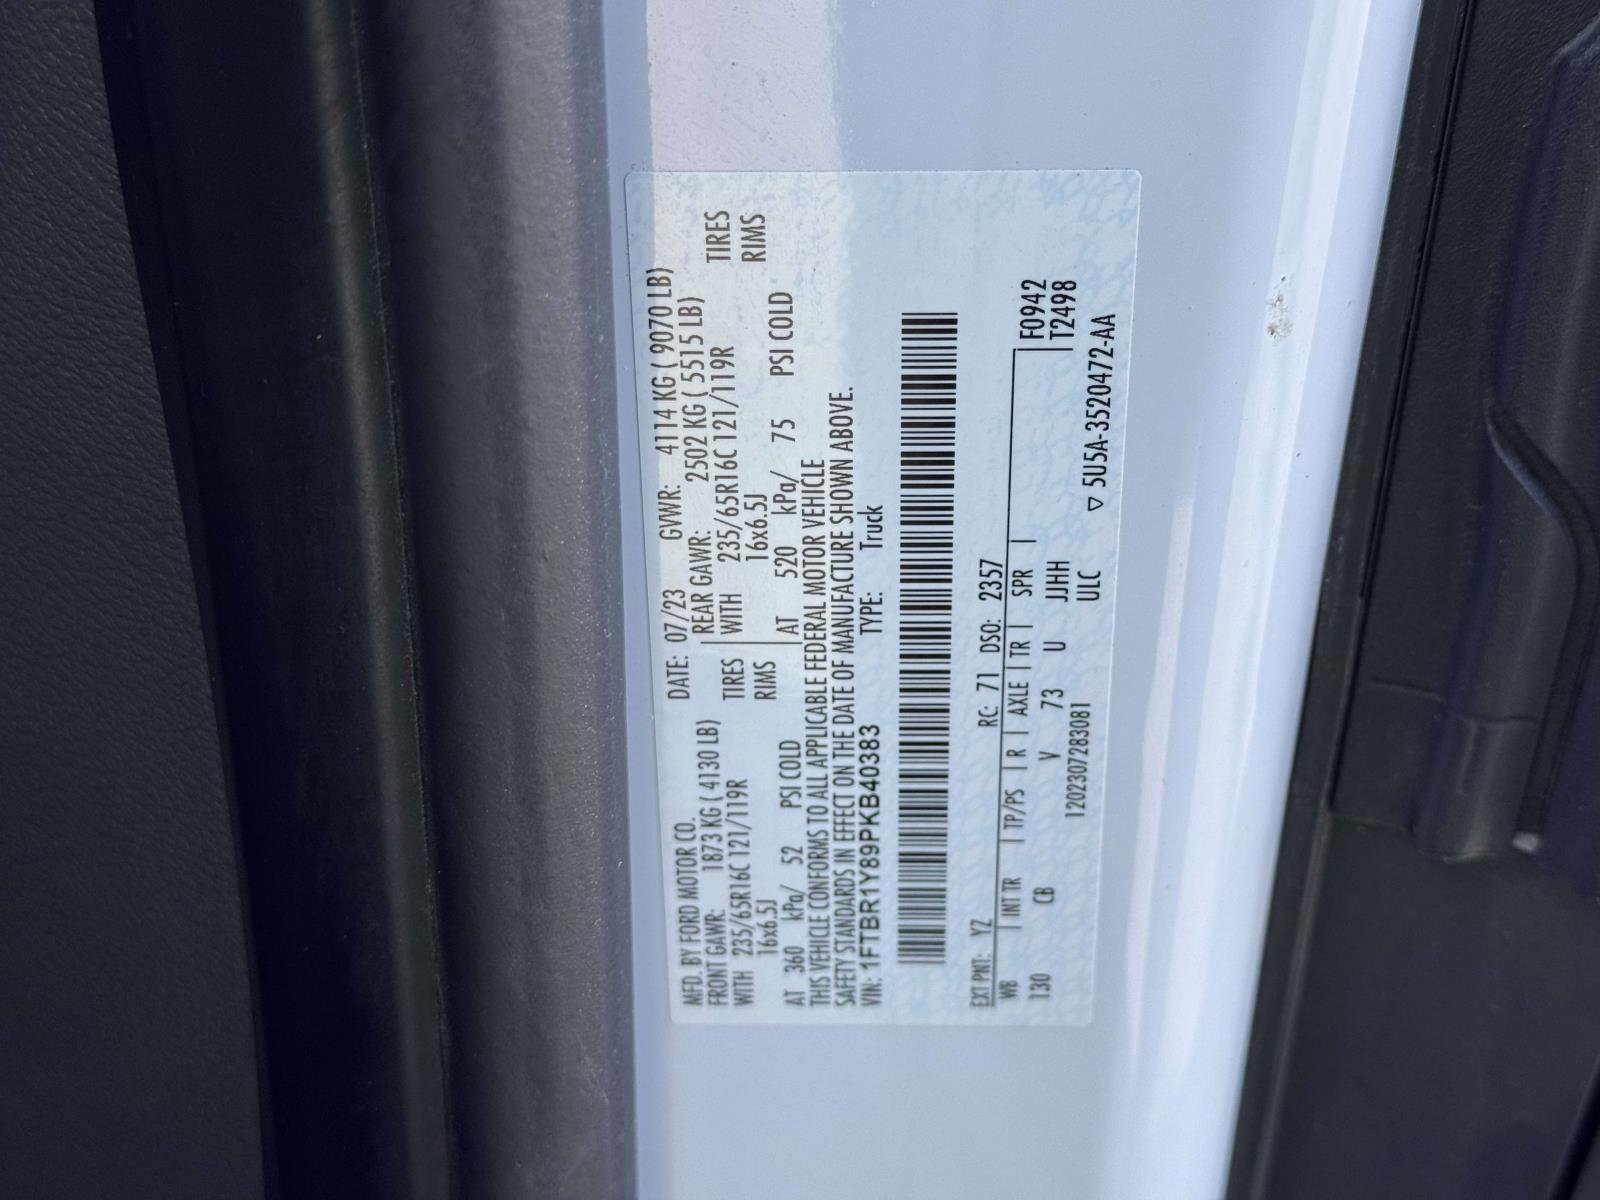 MFD. BY FORD MOTOR CO. DATE: 07/23 GVWR: 4114 KG ( 9070 LB)
FRONT GAWR: 1873 KG ( 4130 LB) REAR GAWR: 2502 KG ( 5515 LB)
WITH 235/65R16C 121/119R TIRES WITH 235/65R16C 121/119R TIRES
16x6.5J RIMS 16x6.5J RIMS
AT 360 kPa/ 52 PSI COLD AT 520 kPa/ 75 PSI COLD
THIS VEHICLE CONFORMS TO ALL APPLICABLE FEDERAL MOTOR VEHICLE
SAFETY STANDARDS IN EFFECT ON THE DATE OF MANUFACTURE SHOWN ABOVE.
VIN: 1FTBR1Y89PKB40383 TYPE: Truck
EXT PNT: YZ RC: 71 DSO: 2357
WB INT TR TP/PS R AXLE TR SPR F0942
130 CB V 73 U JJHH T2498
1202307283081 ULC ▽ 5U5A-3520472-AA